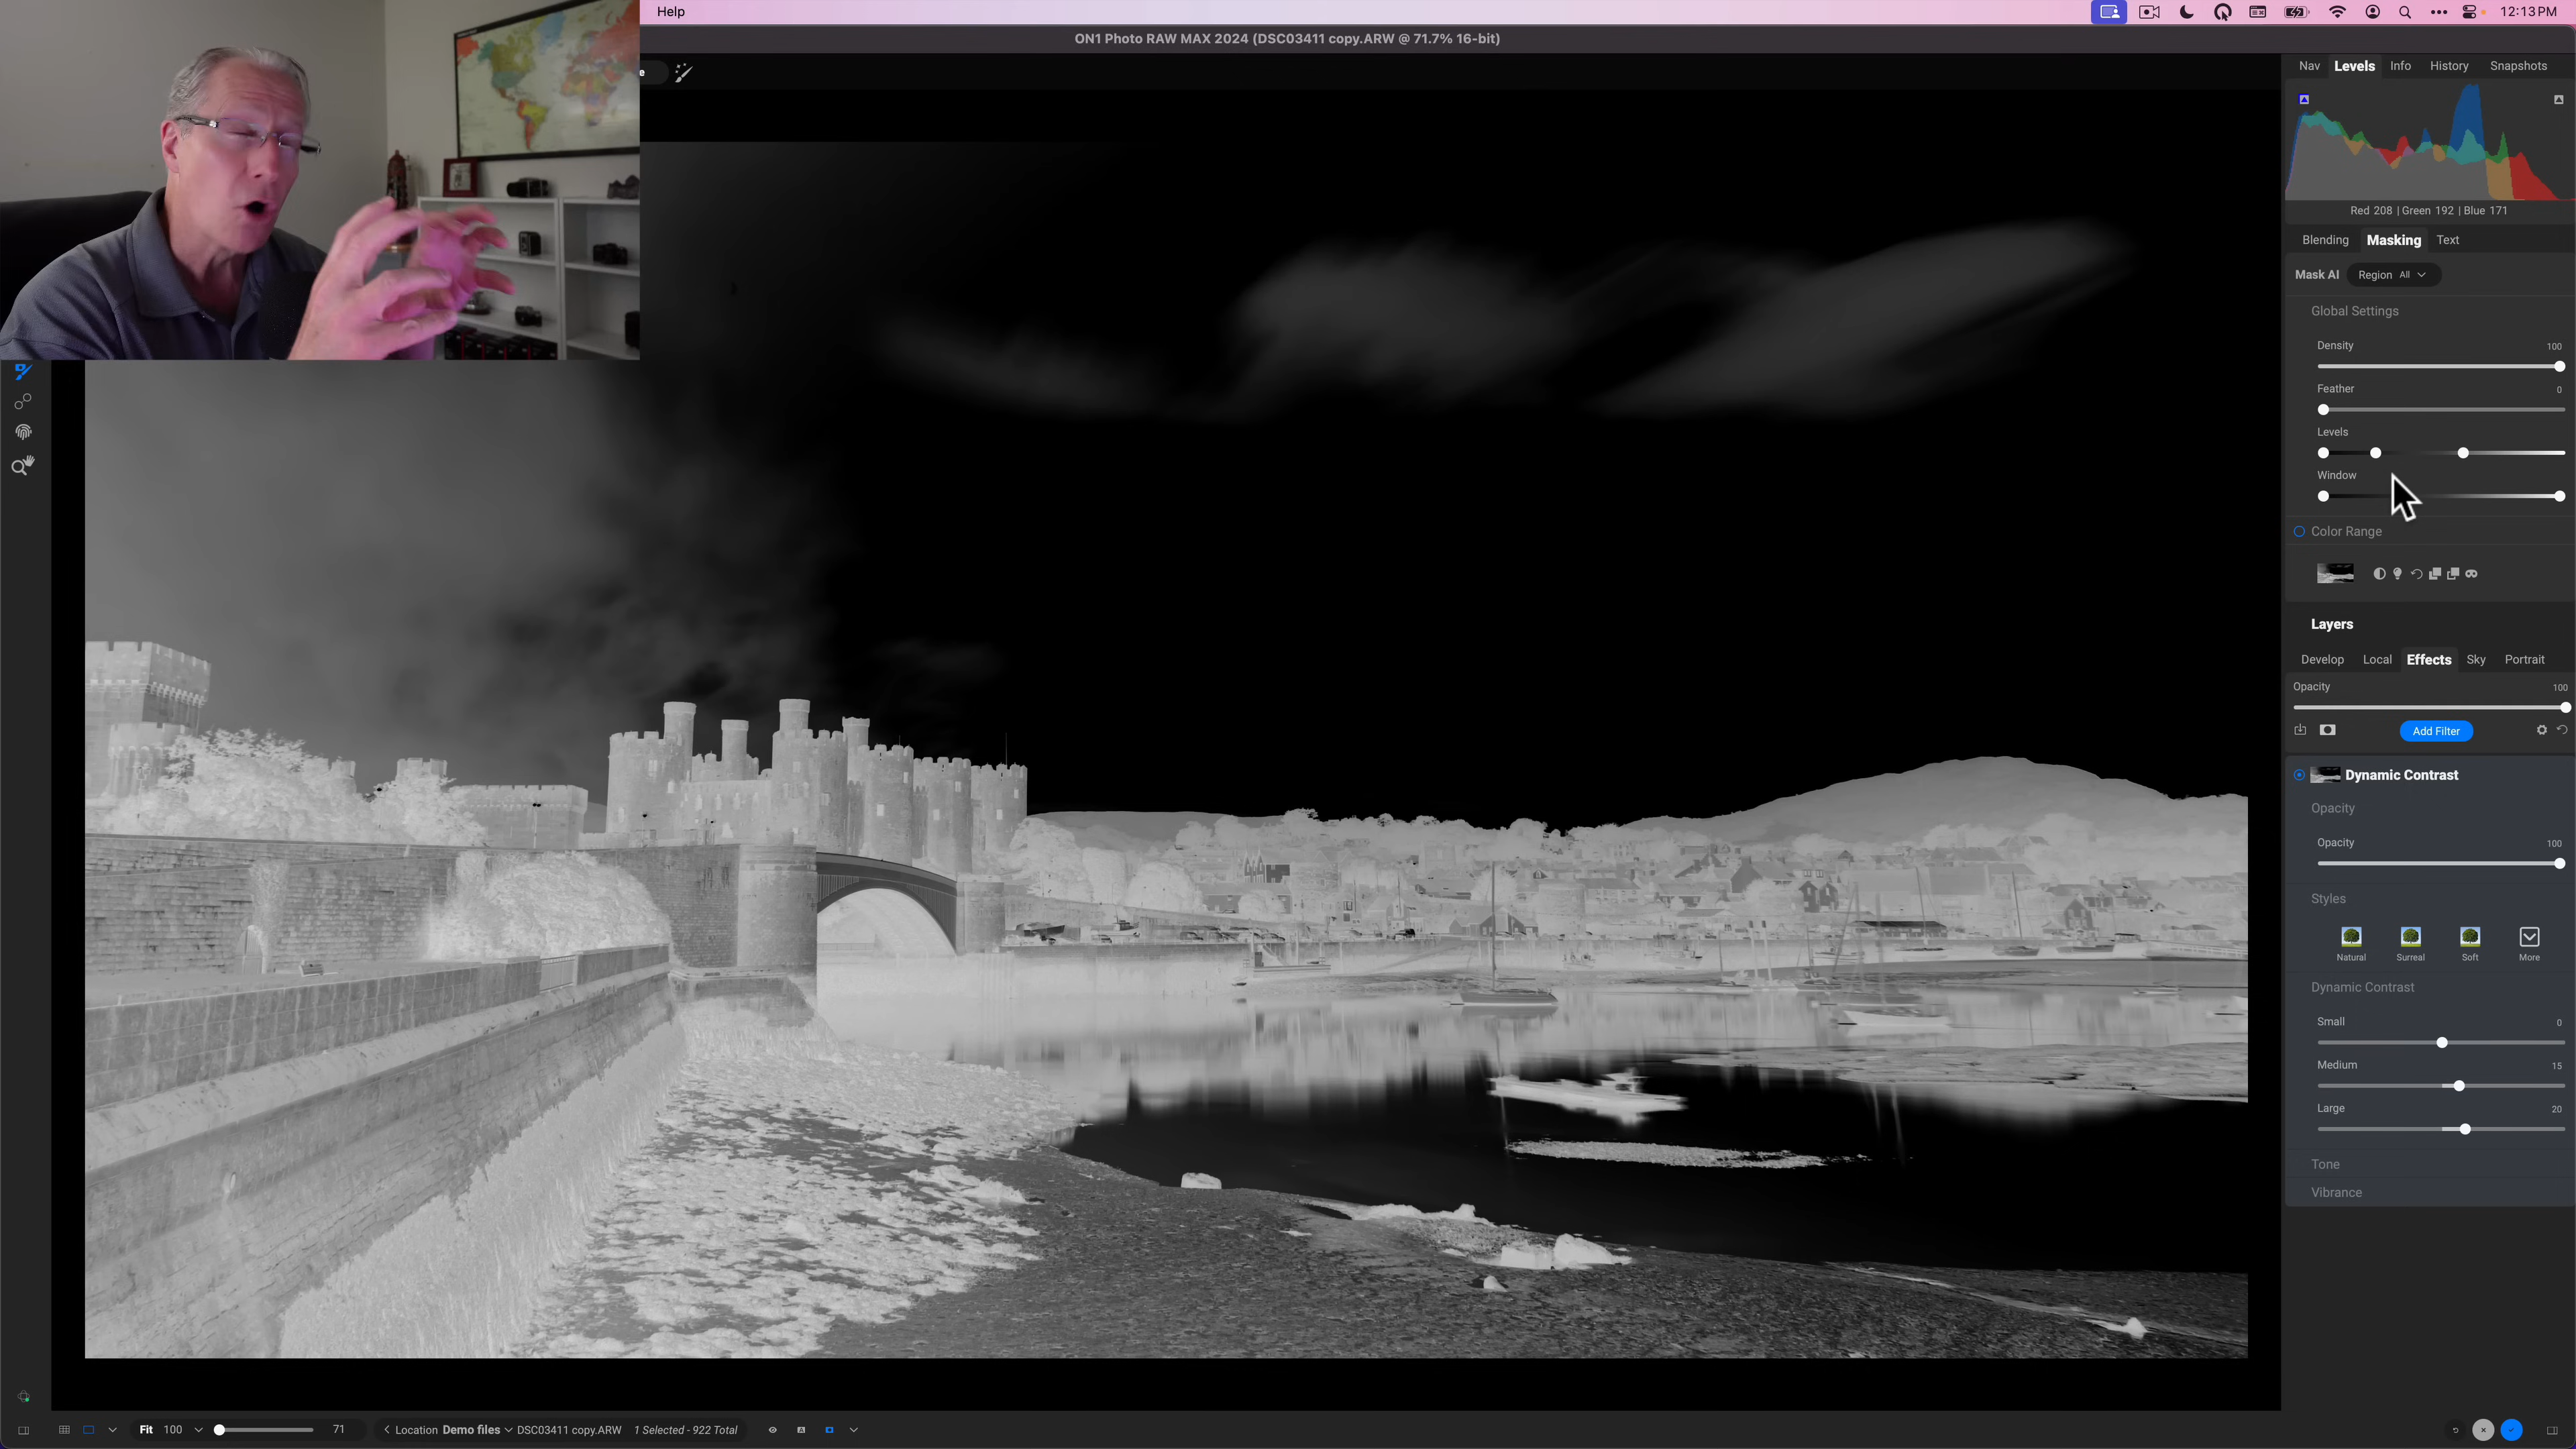 Help
12:13 PM
ON1 Photo RAW MAX 2024 (DSC03411 copy.ARW @ 71.7% 16-bit)
e
Nav Levels Info History Snapshots
Red 208 | Green 192 | Blue 171
Blending Masking Text
Mask AI Region All
Global Settings
Density 100
Feather 0
Levels
Window
Color Range
Layers
Develop Local Effects Sky Portrait
Opacity 100
Add Filter
Dynamic Contrast
Opacity
Opacity 100
Styles
Natural Surreal Soft More
Dynamic Contrast
Small 0
Medium 15
Large 20
Tone
Vibrance
Fit 100 71 Location Demo files DSC03411 copy.ARW 1 Selected - 922 Total